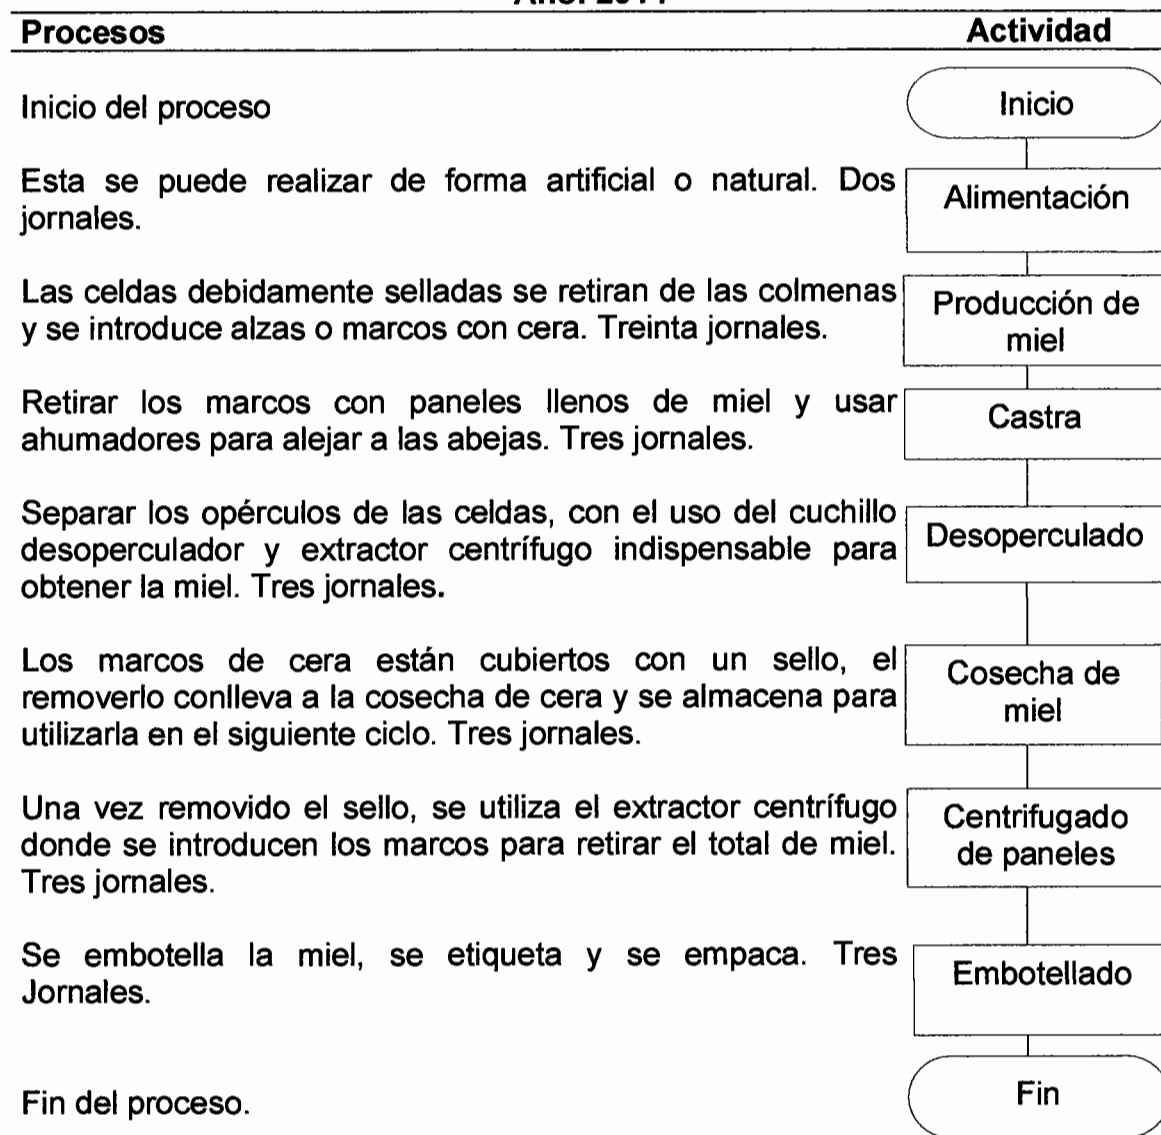 Procesos Actividad
Inicio del proceso Inicio
Esta se puede realizar de forma artificial o natural. Dos
jornales.
Alimentación
Las celdas debidamente selladas se retiran de las colmenas
y se introduce alzas o marcos con cera. Treinta jornales.
Producción de
miel
Retirar los marcos con paneles llenos de miel y usar
ahumadores para alejar a las abejas. Tres jornales.
Castra
Separar los opérculos de las celdas, con el uso del cuchillo
desoperculador y extractor centrífugo indispensable para
obtener la miel. Tres jornales.
Desoperculado
Los marcos de cera están cubiertos con un sello, el
removerlo conlleva a la cosecha de cera y se almacena para
utilizarla en el siguiente ciclo. Tres jornales.
Cosecha de
miel
Una vez removido el sello, se utiliza el extractor centrífugo
donde se introducen los marcos para retirar el total de miel.
Tres jornales.
Centrifugado
de paneles
Se embotella la miel, se etiqueta y se empaca. Tres
Jornales.
Embotellado
Fin del proceso. Fin